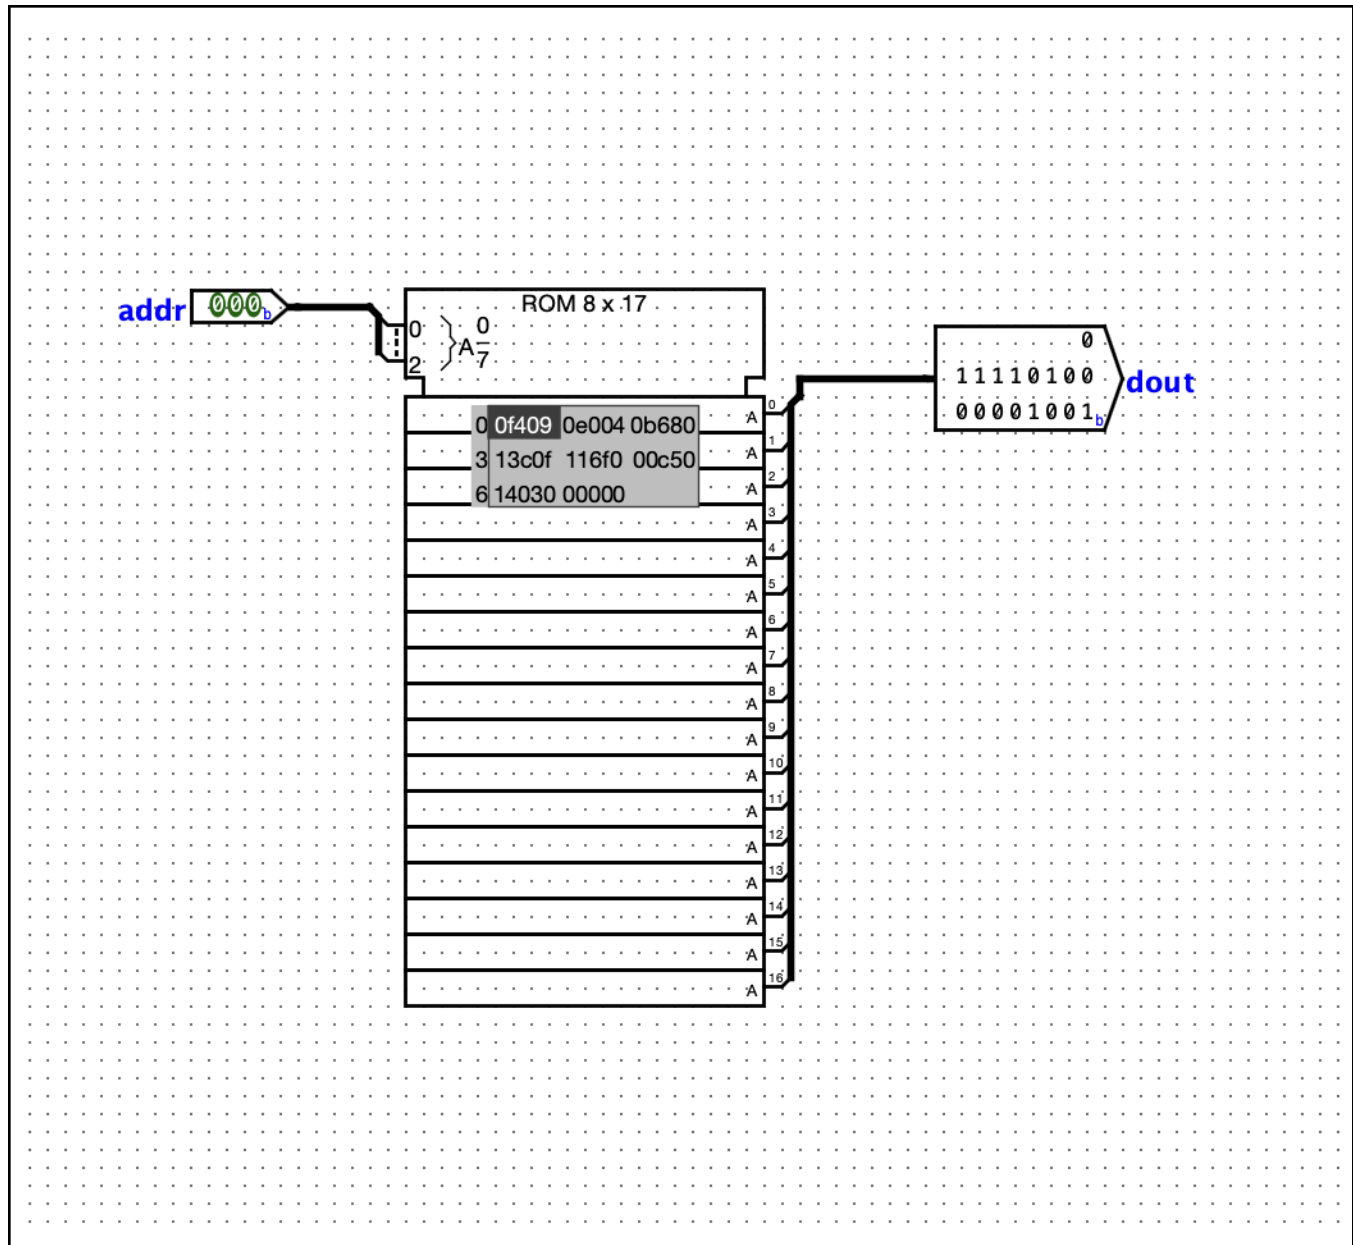 ROM 8 x 17
addr 000b
0
2
A 0
7
0 0f409 0e004 0b680
3 13c0f 116f0 00c50
6 14030 00000
A 0
A 1
A 2
A 3
A 4
A 5
A 6
A 7
A 8
A 9
A 10
A 11
A 12
A 13
A 14
A 15
A 16
0
11110100
00001001b
dout